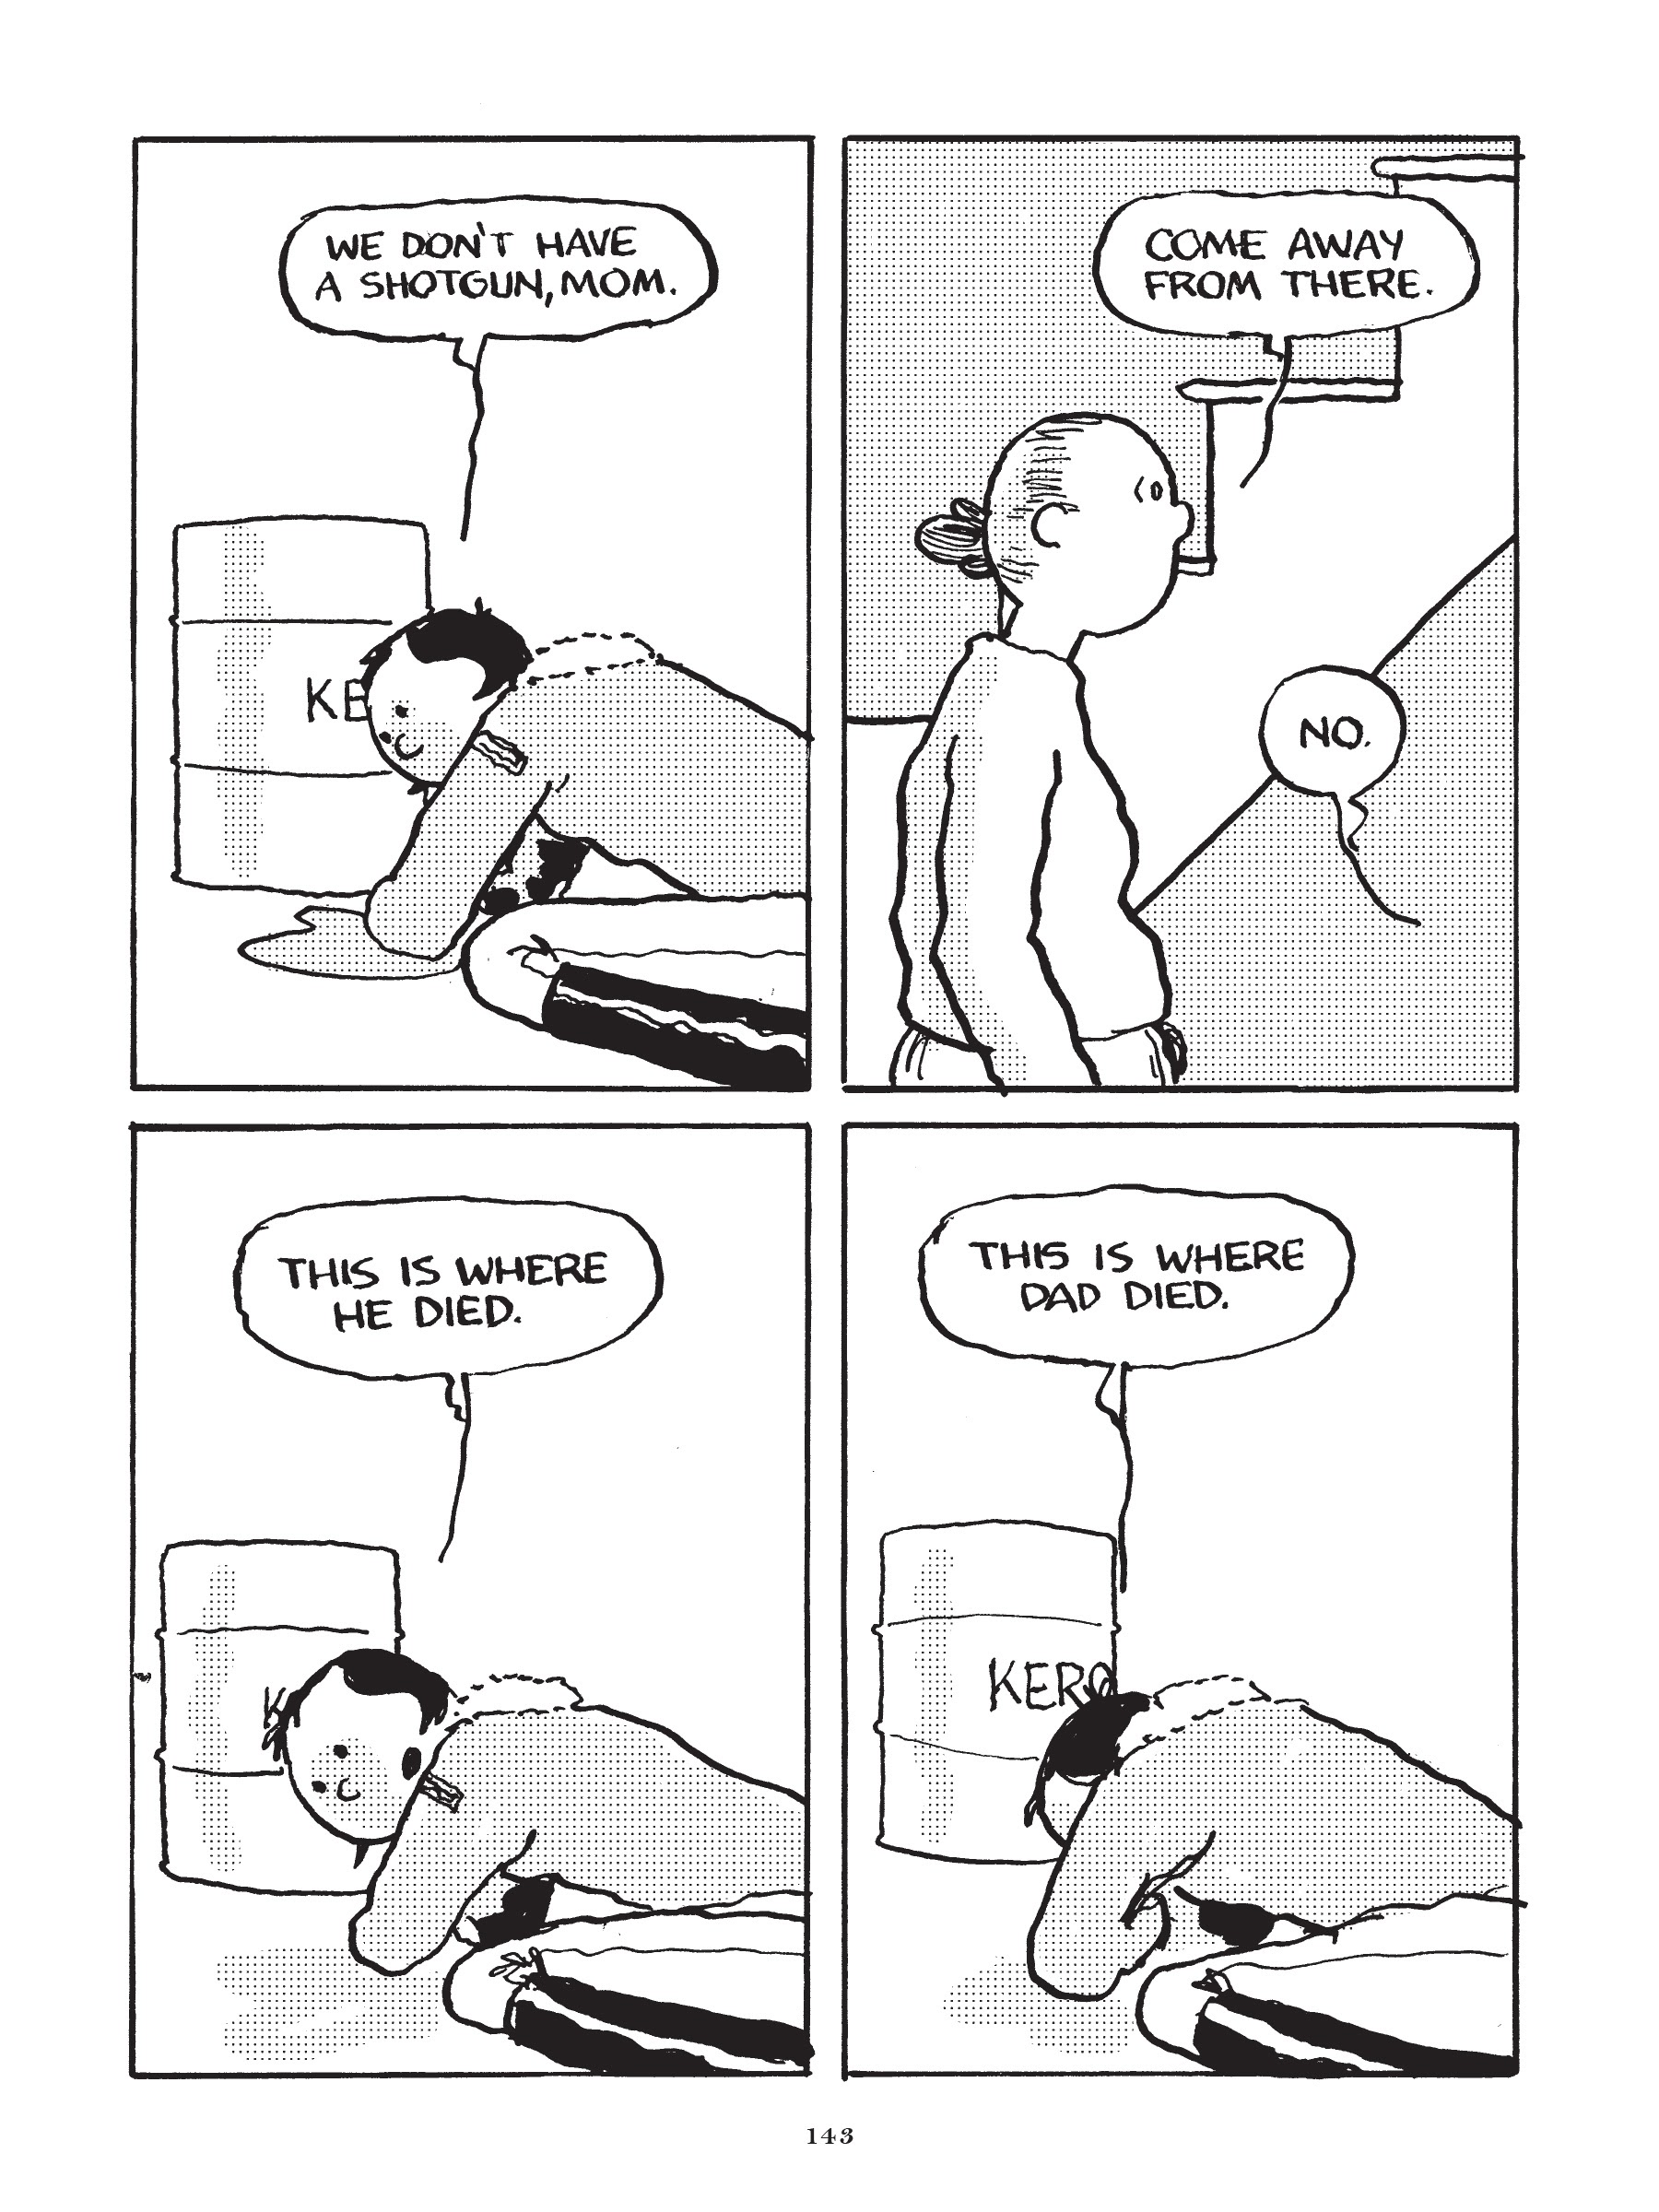 WE DON'T HAVE
A SHOTGUN, MOM.
KE
COME AWAY
FROM THERE.
NO.
THIS IS WHERE
HE DIED.
K
THIS IS WHERE
DAD DIED.
KERO
143